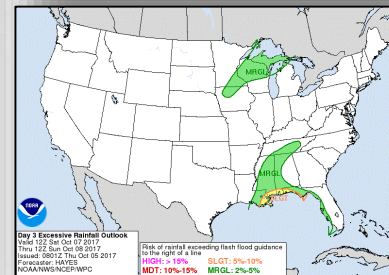 MRGL
MRGL
SLGT
NOAA
Day 3 Excessive Rainfall Outlook
Valid 12Z Sat Oct 07 2017
Thru 12Z Sun Oct 08 2017
Issued: 0801Z Thu Oct 05 2017
Forecaster: HAYES
NOAA/NWS/NCEP/WPC
Risk of rainfall exceeding flash flood guidance
to the right of a line
HIGH: > 15% SLGT: 5%-10%
MDT: 10%-15% MRGL: 2%-5%